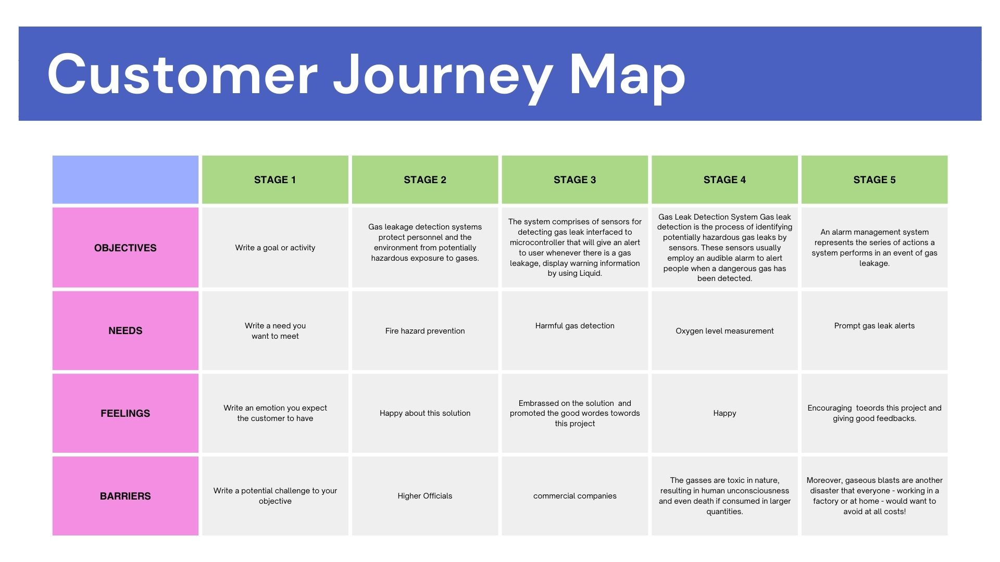 Customer Journey Map
STAGE 1
STAGE 2
STAGE 3
STAGE 4
STAGE 5
OBJECTIVES
Write a goal or activity
Gas leakage detection systems
protect personnel and the
environment from potentially
hazardous exposure to gases.
The system comprises of sensors for
detecting gas leak interfaced to
microcontroller that will give an alert
to user whenever there is a gas
leakage, display warning information
by using Liquid.
Gas Leak Detection System Gas leak
detection is the process of identifying
potentially hazardous gas leaks by
sensors. These sensors usually
employ an audible alarm to alert
people when a dangerous gas has
been detected.
An alarm management system
represents the series of actions a
system performs in an event of gas
leakage.
NEEDS
Write a need you
want to meet
Fire hazard prevention
Harmful gas detection
Oxygen level measurement
Prompt gas leak alerts
FEELINGS
Write an emotion you expect
the customer to have
Happy about this solution
Embrassed on the solution  and
promoted the good wordes towords
this project
Happy
Encouraging  toeords this project and
giving good feedbacks.
BARRIERS
Write a potential challenge to your
objective
Higher Officials
commercial companies
The gasses are toxic in nature,
resulting in human unconsciousness
and even death if consumed in larger
quantities.
Moreover, gaseous blasts are another
disaster that everyone - working in a
factory or at home - would want to
avoid at all costs!